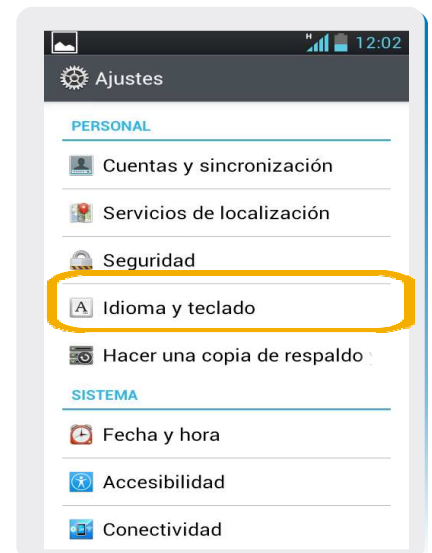 H 12:02
Ajustes
PERSONAL
Cuentas y sincronización
Servicios de localización
Seguridad
A Idioma y teclado
Hacer una copia de respaldo
SISTEMA
Fecha y hora
Accesibilidad
Conectividad